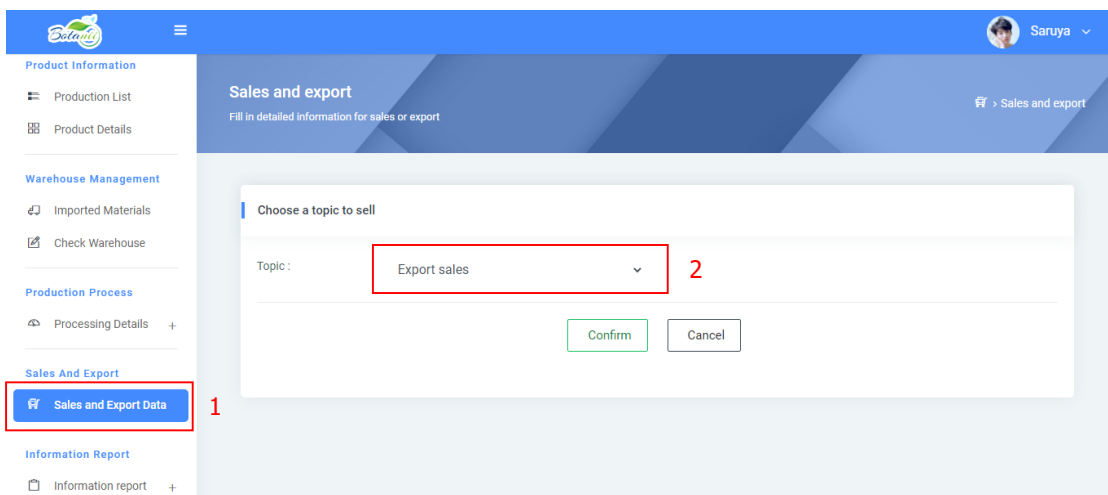 Batanii
Saruya
Product Information
Production List
Product Details
Warehouse Management
Imported Materials
Check Warehouse
Production Process
Processing Details +
Sales And Export
Sales and Export Data
1
Information Report
Information report +
Sales and export
Fill in detailed information for sales or export
› Sales and export
Choose a topic to sell
Topic :
Export sales
2
Confirm
Cancel